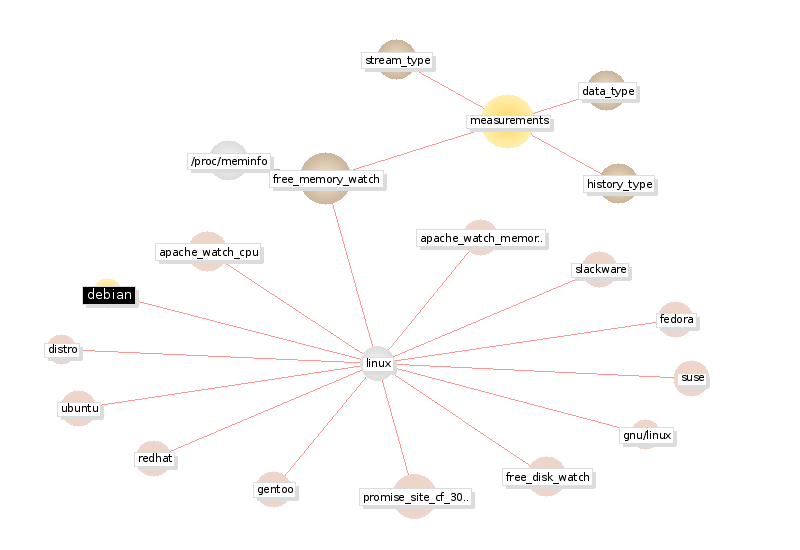 stream_type
data_type
measurements
/proc/meminfo
free_memory_watch
history_type
apache_watch_cpu
apache_watch_memor..
slackware
debian
fedora
distro
linux
suse
ubuntu
gnu/linux
redhat
free_disk_watch
gentoo
promise_site_cf_30..